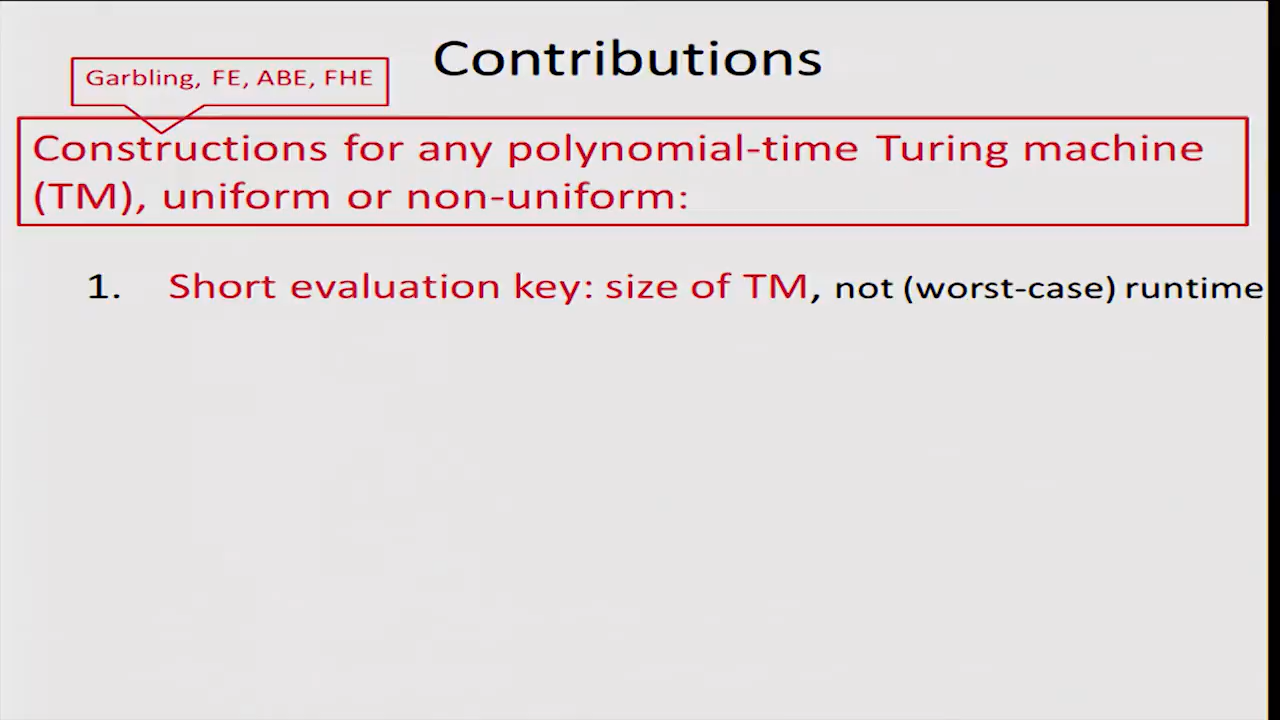 Contributions
Garbling, FE, ABE, FHE
Constructions for any polynomial-time Turing machine
(TM), uniform or non-uniform:
1. Short evaluation key: size of TM, not (worst-case) runtime